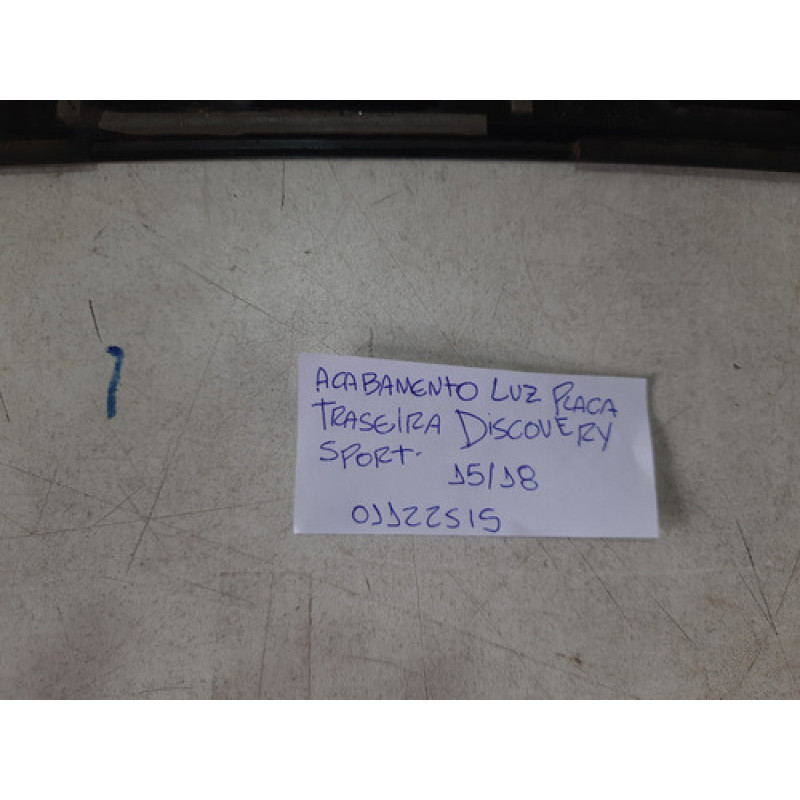 ACABAMENTO LUZ PLACA
TRASEIRA DISCOVERY
SPORT.
15/18
01122515